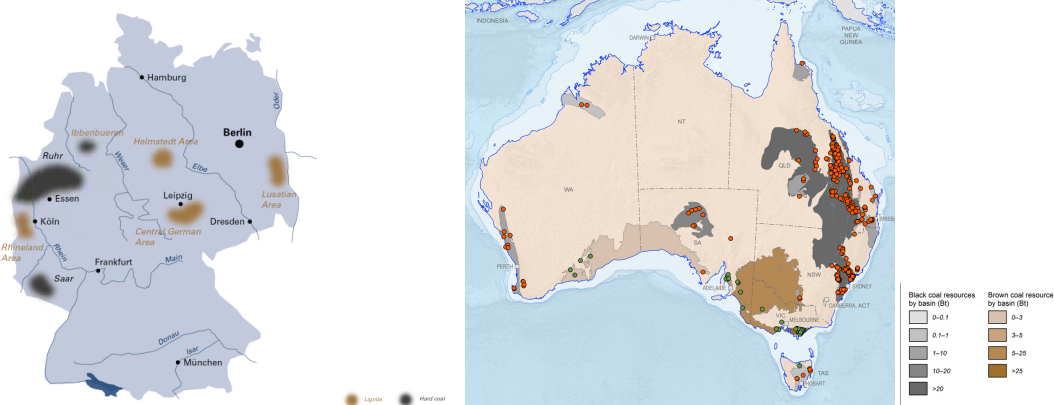 Hamburg
Ibbenbueren
Helmstedt Area
Berlin
Oder
Ruhr
Weser
Elbe
Essen
Leipzig
Lusatian
Area
Köln
Central German
Area
Dresden
Rhineland
Area
Rhein
Frankfurt
Main
Saar
Donau
Isar
München
Lignite
Hard coal
INDONESIA
DARWIN
PAPUA
NEW
GUINEA
NT
QLD
WA
SA
BRISB
PERTH
NSW
ADELAIDE
SYDNEY
CANBERRA, ACT
VIC
MELBOURNE
TAS
HOBART
Black coal resources
by basin (Bt)
0–0.1
0.1–1
1–10
10–20
>20
Brown coal resource
by basin (Bt)
0–3
3–5
5–25
>25